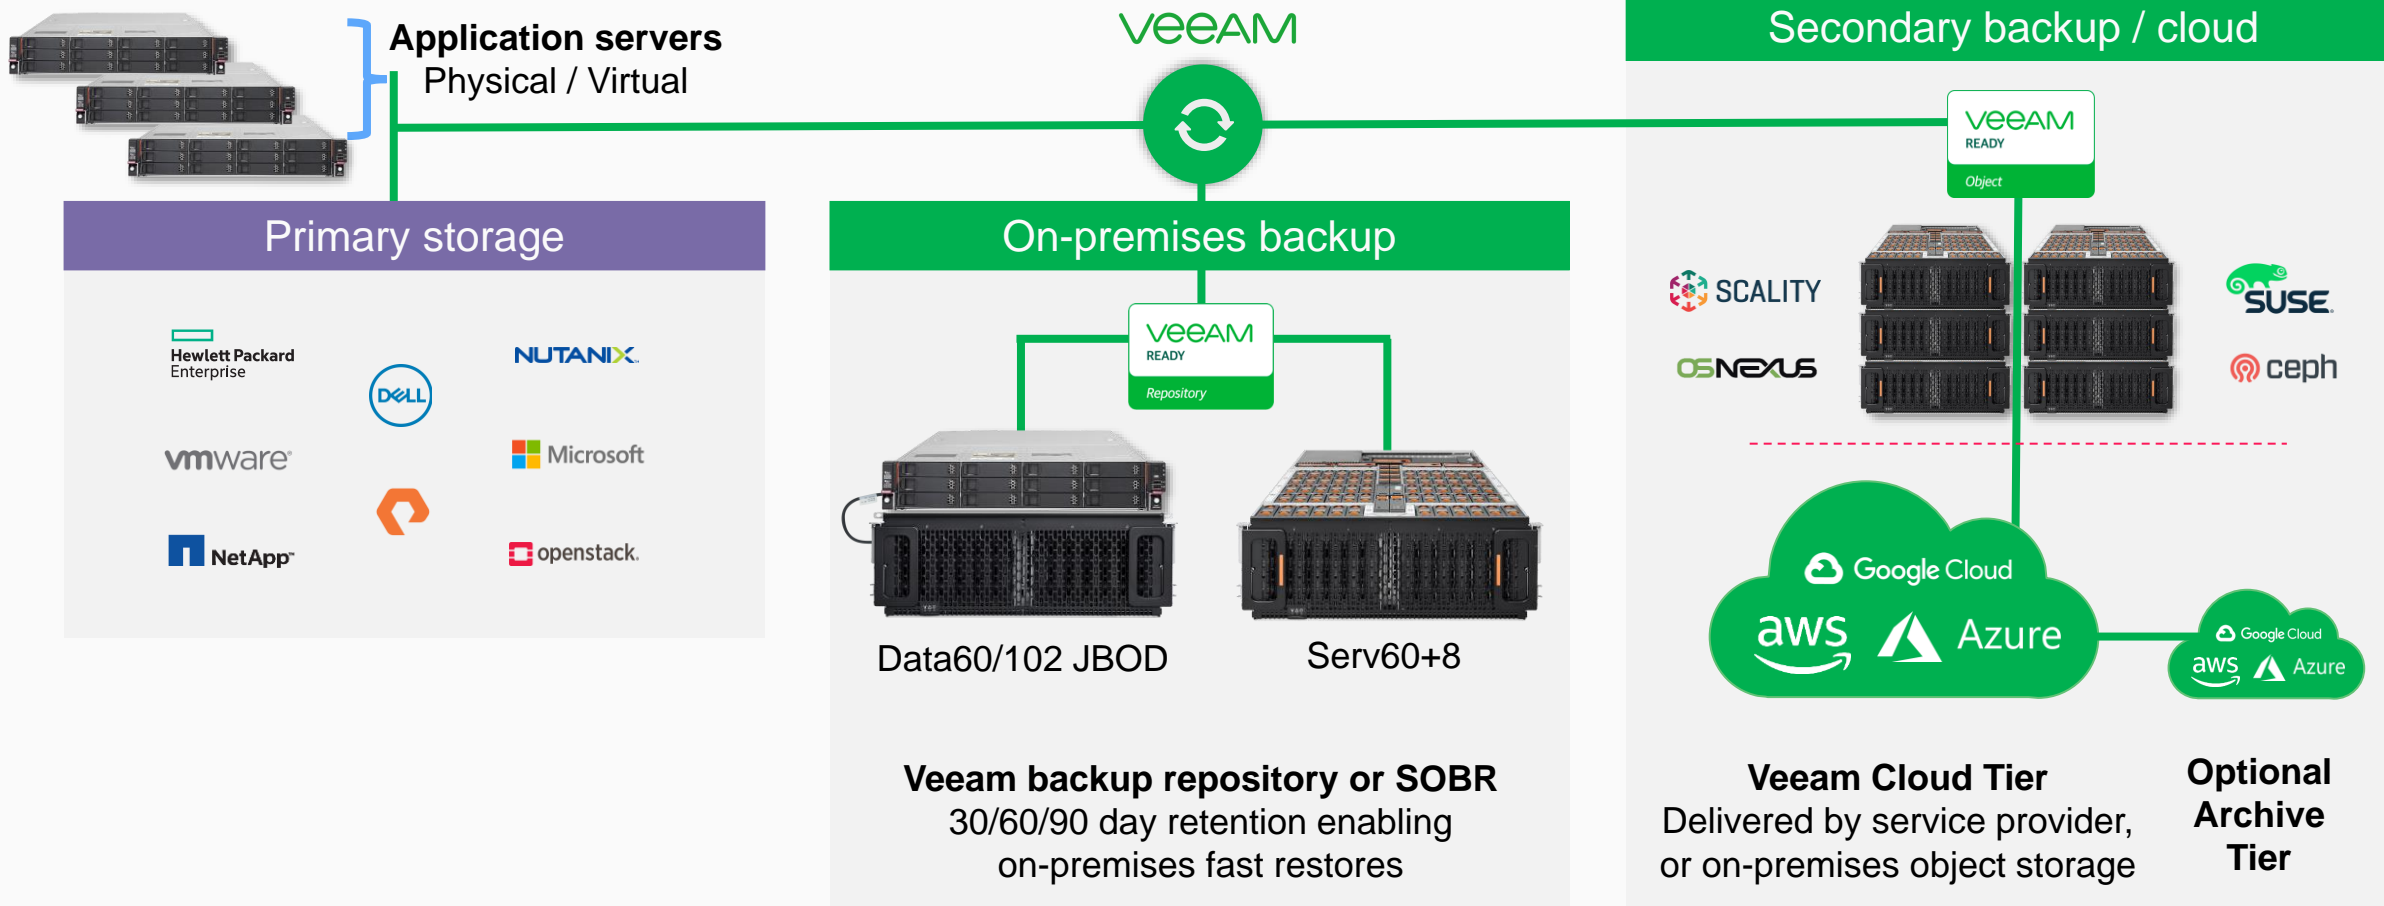 Application servers
Physical / Virtual
veeam
Secondary backup / cloud
veeam
READY
Object
Primary storage
On-premises backup
Hewlett Packard
Enterprise
NUTANIX
DELL
vmware®
Microsoft
NetApp™
openstack.
veeam
READY
Repository
SCALITY
SUSE
OSNEXUS
ceph
Data60/102 JBOD
Serv60+8
Google Cloud
aws
Azure
Google Cloud
aws
Azure
Veeam backup repository or SOBR
30/60/90 day retention enabling
on-premises fast restores
Veeam Cloud Tier
Delivered by service provider,
or on-premises object storage
Optional
Archive
Tier